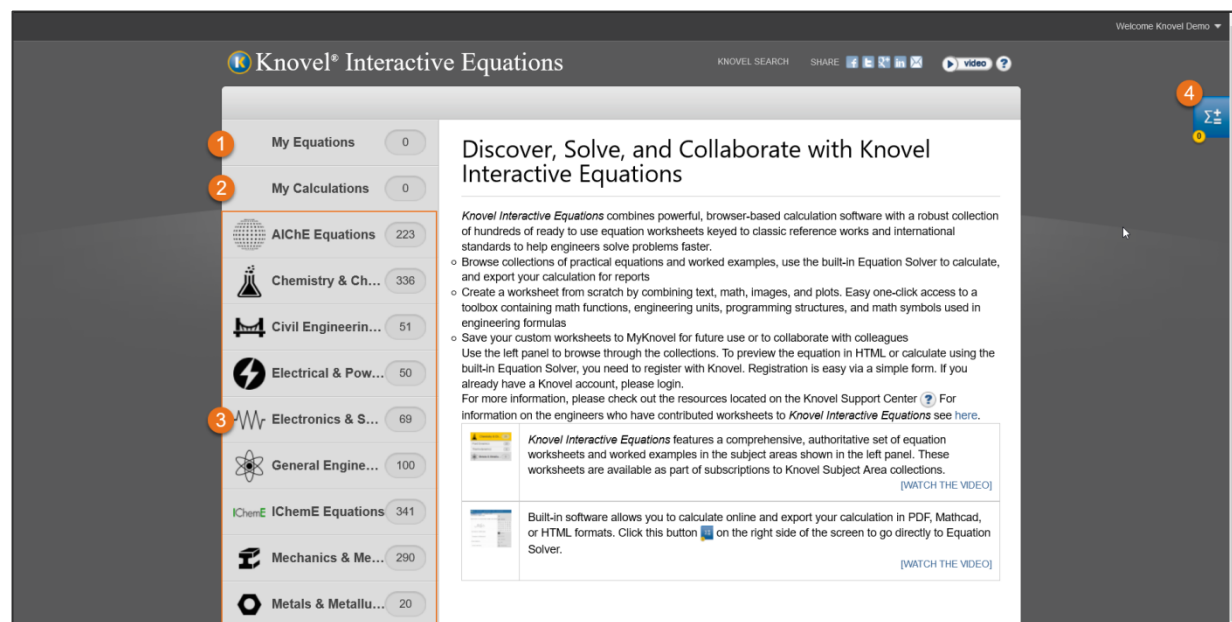 Welcome Knovel Demo
Knovel® Interactive Equations
KNOVEL SEARCH SHARE video ?
4
Σ±
0
1 My Equations 0
2 My Calculations 0
AIChE Equations 223
Chemistry & Ch... 336
Civil Engineerin... 51
Electrical & Pow... 50
3 Electronics & S... 69
General Engine... 100
IChemE IChemE Equations 341
Mechanics & Me... 290
Metals & Metallu... 20
Discover, Solve, and Collaborate with Knovel
Interactive Equations
Knovel Interactive Equations combines powerful, browser-based calculation software with a robust collection
of hundreds of ready to use equation worksheets keyed to classic reference works and international
standards to help engineers solve problems faster.
Browse collections of practical equations and worked examples, use the built-in Equation Solver to calculate,
and export your calculation for reports
Create a worksheet from scratch by combining text, math, images, and plots. Easy one-click access to a
toolbox containing math functions, engineering units, programming structures, and math symbols used in
engineering formulas
Save your custom worksheets to MyKnovel for future use or to collaborate with colleagues
Use the left panel to browse through the collections. To preview the equation in HTML or calculate using the
built-in Equation Solver, you need to register with Knovel. Registration is easy via a simple form. If you
already have a Knovel account, please login.
For more information, please check out the resources located on the Knovel Support Center ? For
information on the engineers who have contributed worksheets to Knovel Interactive Equations see here.
Knovel Interactive Equations features a comprehensive, authoritative set of equation
worksheets and worked examples in the subject areas shown in the left panel. These
worksheets are available as part of subscriptions to Knovel Subject Area collections.
[WATCH THE VIDEO]
Built-in software allows you to calculate online and export your calculation in PDF, Mathcad,
or HTML formats. Click this button on the right side of the screen to go directly to Equation
Solver.
[WATCH THE VIDEO]